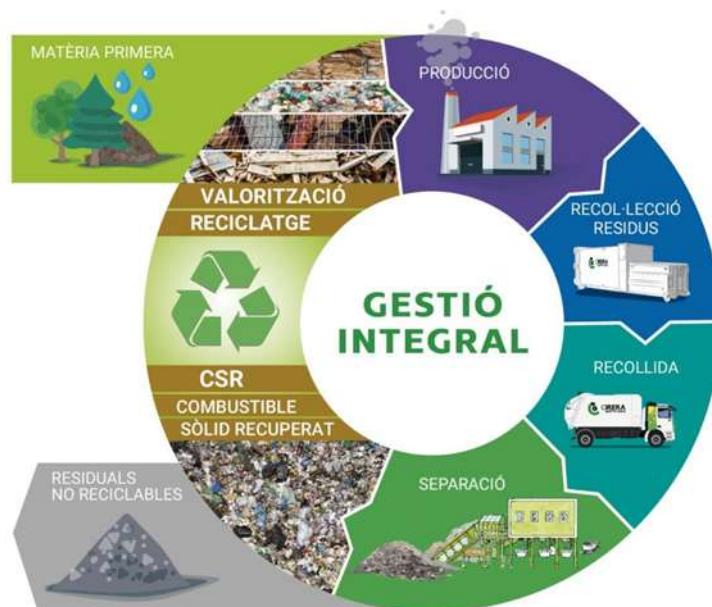 MATÈRIA PRIMERA
PRODUCCIÓ
RECOL·LECCIÓ
RESIDUS
RECOLLIDA
SEPARACIÓ
RESIDUALS
NO RECICLABLES
VALORITZACIÓ
RECICLATGE
CSR
COMBUSTIBLE
SÒLID RECUPERAT
GESTIÓ
INTEGRAL